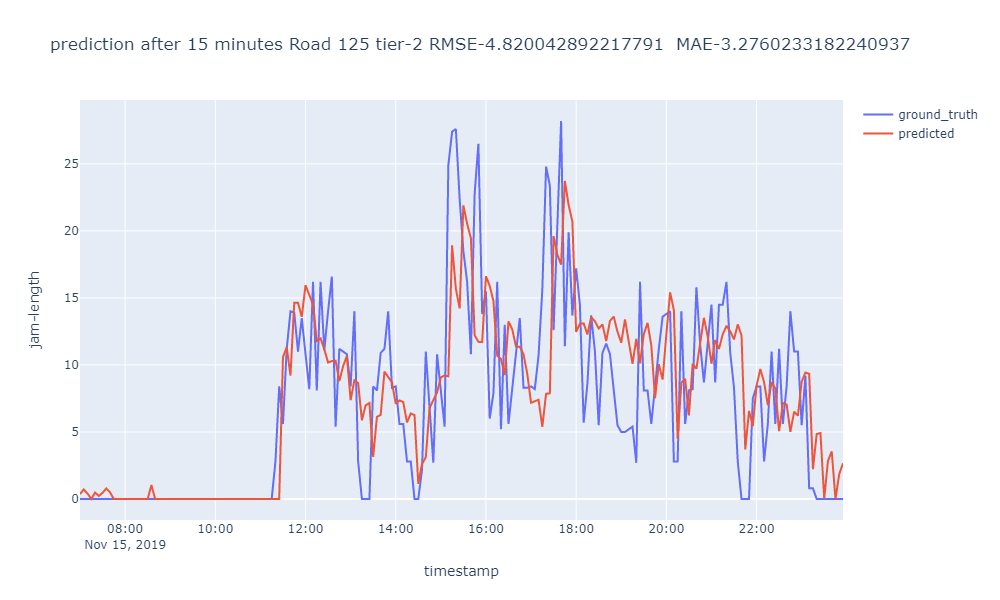 prediction after 15 minutes Road 125 tier-2 RMSE-4.820042892217791  MAE-3.2760233182240937
ground_truth
predicted
25
20
15
10
5
0
jam-length
08:00 10:00 12:00 14:00 16:00 18:00 20:00 22:00
Nov 15, 2019
timestamp